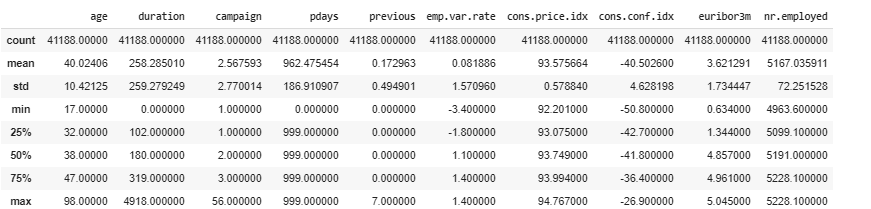 age duration campaign pdays previous emp.var.rate cons.price.idx cons.conf.idx euribor3m nr.employed
count 41188.00000 41188.000000 41188.000000 41188.000000 41188.000000 41188.000000 41188.000000 41188.000000 41188.000000 41188.000000
mean 40.02406 258.285010 2.567593 962.475454 0.172963 0.081886 93.575664 -40.502600 3.621291 5167.035911
std 10.42125 259.279249 2.770014 186.910907 0.494901 1.570960 0.578840 4.628198 1.734447 72.251528
min 17.00000 0.000000 1.000000 0.000000 0.000000 -3.400000 92.201000 -50.800000 0.634000 4963.600000
25% 32.00000 102.000000 1.000000 999.000000 0.000000 -1.800000 93.075000 -42.700000 1.344000 5099.100000
50% 38.00000 180.000000 2.000000 999.000000 0.000000 1.100000 93.749000 -41.800000 4.857000 5191.000000
75% 47.00000 319.000000 3.000000 999.000000 0.000000 1.400000 93.994000 -36.400000 4.961000 5228.100000
max 98.00000 4918.000000 56.000000 999.000000 7.000000 1.400000 94.767000 -26.900000 5.045000 5228.100000